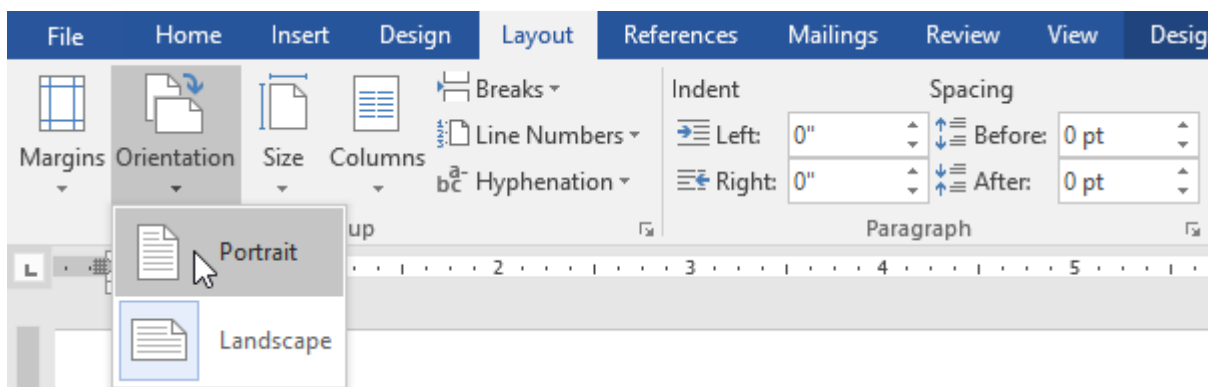 File Home Insert Design Layout References Mailings Review View Desig
Breaks Indent Spacing
Line Numbers Left: 0" Before: 0 pt
Margins Orientation Size Columns
Hyphenation Right: 0" After: 0 pt
up Paragraph
Portrait
2 3 4 5
Landscape